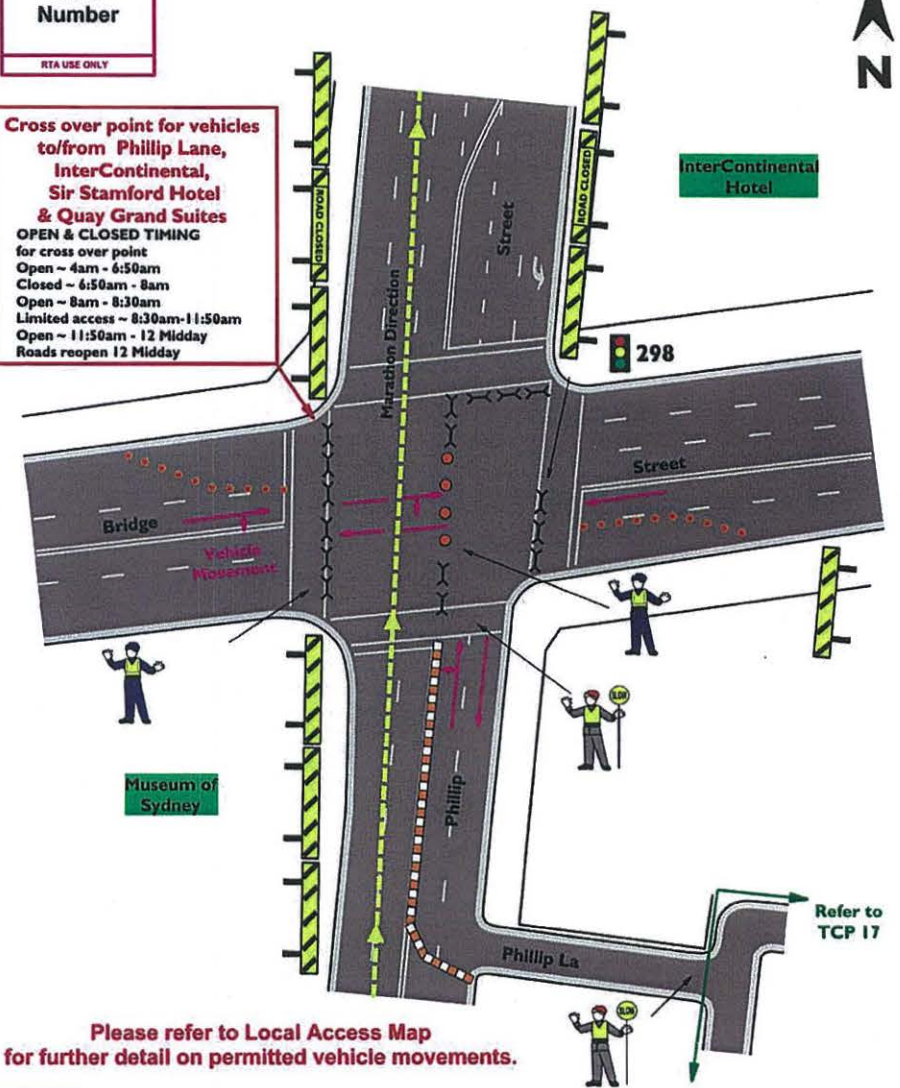 Number
RTA USE ONLY
N
Cross over point for vehicles
to/from Phillip Lane,
InterContinental,
Sir Stamford Hotel
& Quay Grand Suites
OPEN & CLOSED TIMING
for cross over point
Open ~ 4am - 6:50am
Closed ~ 6:50am - 8am
Open ~ 8am - 8:30am
Limited access ~ 8:30am-11:50am
Open ~ 11:50am - 12 Midday
Roads reopen 12 Midday
ROAD CLOSED
ROAD CLOSED
InterContinental
Hotel
Street
Marathon Direction
298
Street
Bridge
Vehicle
Movement
SLOW
Museum of
Sydney
Phillip
Refer to
TCP 17
Phillip La
SLOW
Please refer to Local Access Map
for further detail on permitted vehicle movements.